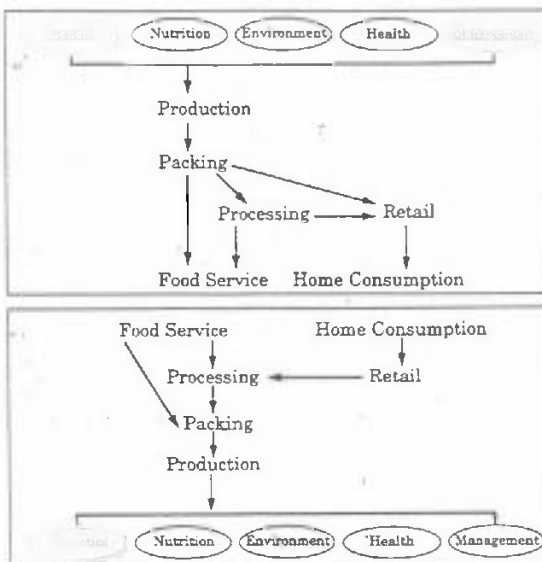 Nutrition Environment Health Management
Production
Packing
Processing Retail
Food Service Home Consumption
Food Service Home Consumption
Processing Retail
Packing
Production
Nutrition Environment Health Management